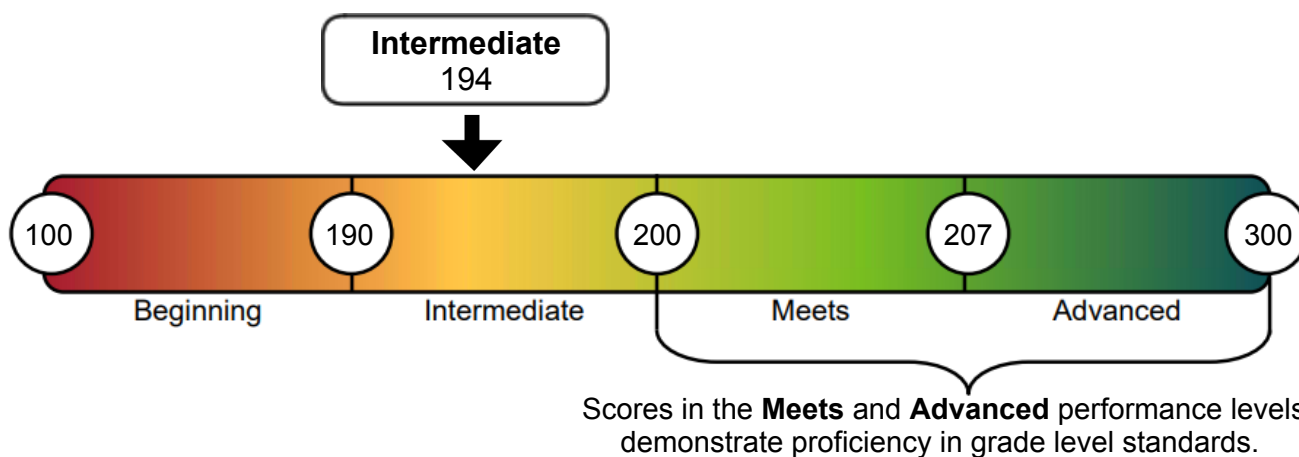 Intermediate
194
100 190 200 207 300
Beginning Intermediate Meets Advanced
Scores in the Meets and Advanced performance levels
demonstrate proficiency in grade level standards.